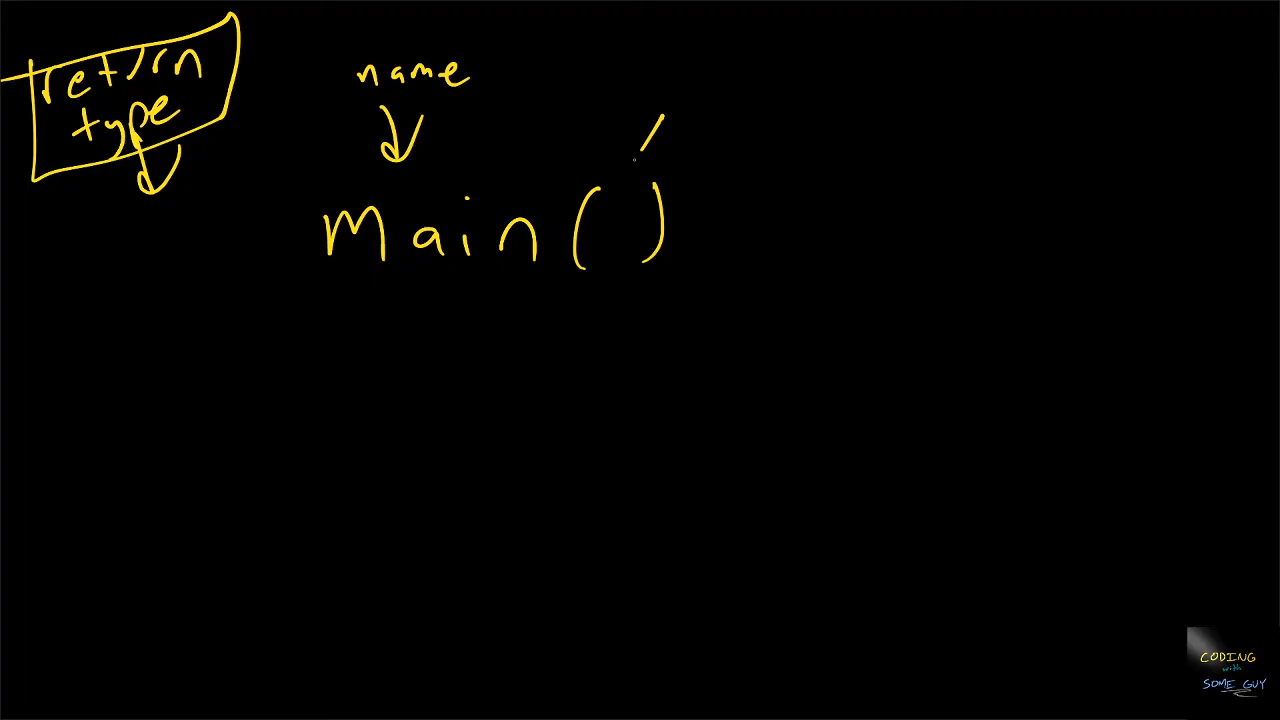 return
type
name
Main( )
CODING
with
SOME GUY